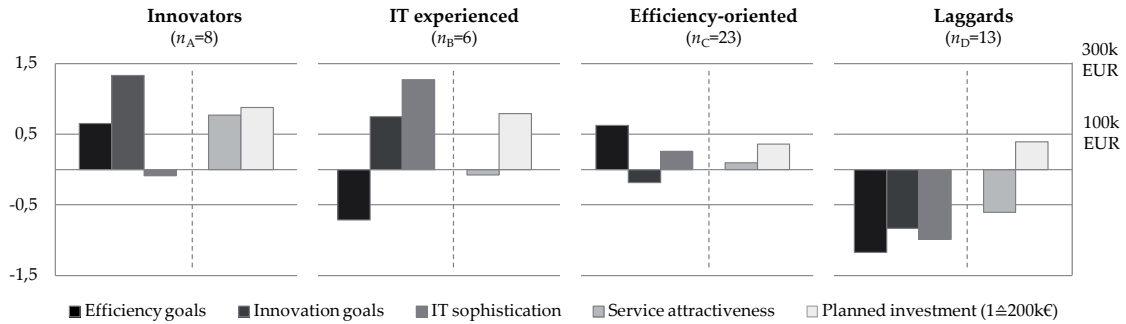 Innovators
(nA=8)
IT experienced
(nB=6)
Efficiency-oriented
(nC=23)
Laggards
(nD=13)
1,5
0,5
-0,5
-1,5
300k
EUR
100k
EUR
Efficiency goals
Innovation goals
IT sophistication
Service attractiveness
Planned investment (1≙200k€)